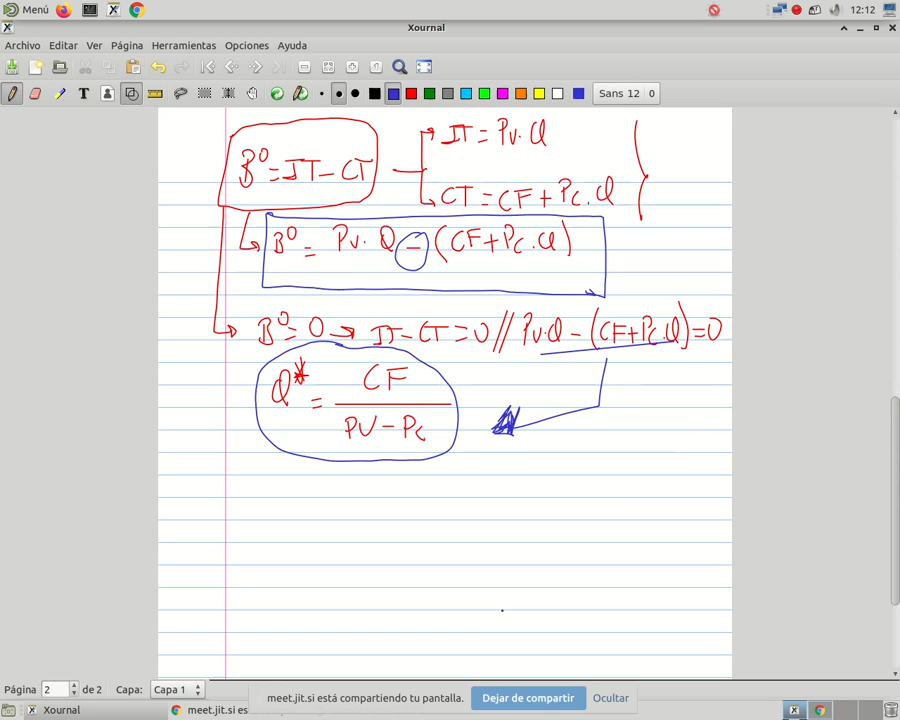 Menú 12:12
Xournal
Archivo Editar Ver Página Herramientas Opciones Ayuda
T Sans 12 0
B⁰ = IT - CT
IT = Pv. Q
CT = CF + Pc. Q
B⁰ = Pv. Q - (CF + Pc. Q)
B⁰ = 0 → IT - CT = 0 // Pv.Q - (CF + Pc.Q) = 0
Q* = CF / PV - Pc
Página 2 de 2 Capa: Capa 1
meet.jit.si está compartiendo tu pantalla. Dejar de compartir Ocultar
Xournal meet.jit.si es